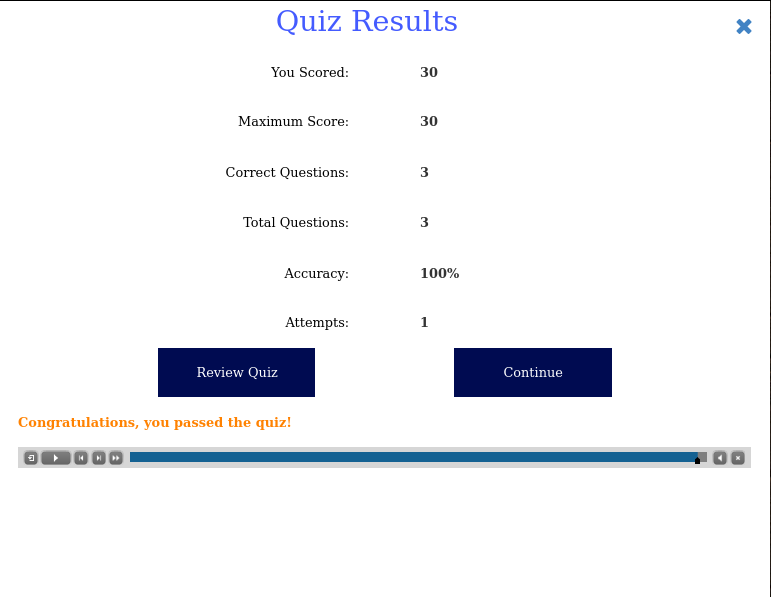 Quiz Results
You Scored: 30
Maximum Score: 30
Correct Questions: 3
Total Questions: 3
Accuracy: 100%
Attempts: 1
Review Quiz Continue
Congratulations, you passed the quiz!